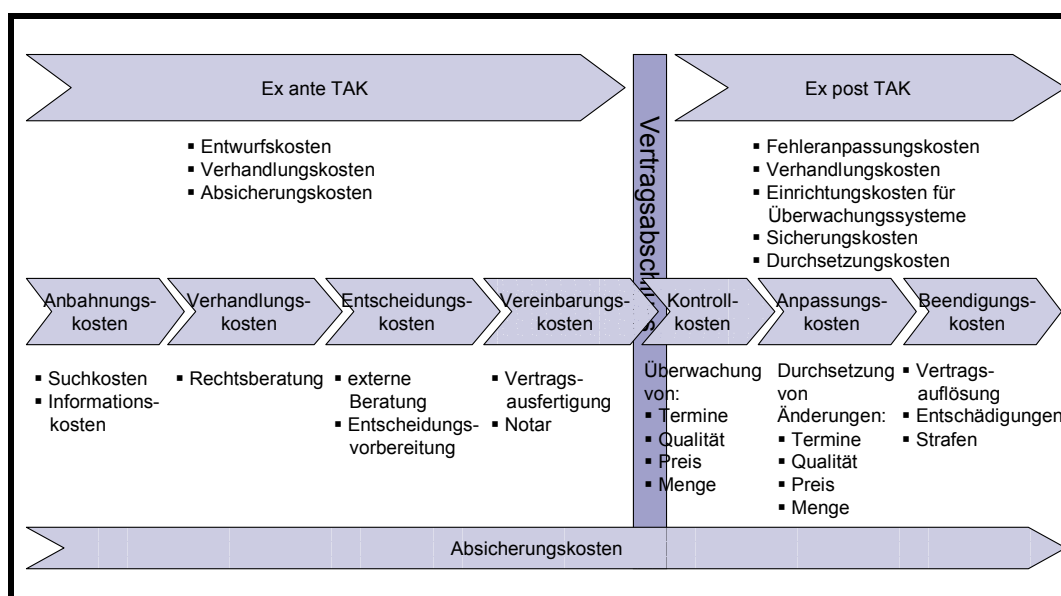 Ex ante TAK
▪ Entwurfskosten
▪ Verhandlungskosten
▪ Absicherungskosten
Ex post TAK
▪ Fehleranpassungskosten
▪ Verhandlungskosten
▪ Einrichtungskosten für
Überwachungssysteme
▪ Sicherungskosten
▪ Durchsetzungskosten
Anbahnungs-
kosten
Verhandlungs-
kosten
Entscheidungs-
kosten
Vereinbarungs-
kosten
Kontroll-
kosten
Anpassungs-
kosten
Beendigungs-
kosten
▪ Suchkosten
▪ Informations-
kosten
▪ Rechtsberatung
▪ externe
Beratung
▪ Entscheidungs-
vorbereitung
▪ Vertrags-
ausfertigung
▪ Notar
Überwachung
von:
▪ Termine
▪ Qualität
▪ Preis
▪ Menge
Durchsetzung
von
Änderungen:
▪ Termine
▪ Qualität
▪ Preis
▪ Menge
▪ Vertrags-
auflösung
▪ Entschädigungen
▪ Strafen
Absicherungskosten